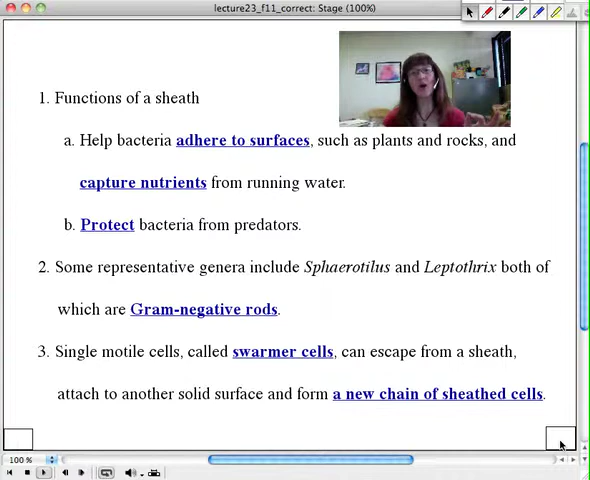 lecture23_f11_correct: Stage (100%)
1. Functions of a sheath
a. Help bacteria adhere to surfaces, such as plants and rocks, and
capture nutrients from running water.
b. Protect bacteria from predators.
2. Some representative genera include Sphaerotilus and Leptothrix both of
which are Gram-negative rods.
3. Single motile cells, called swarmer cells, can escape from a sheath,
attach to another solid surface and form a new chain of sheathed cells.
100 %